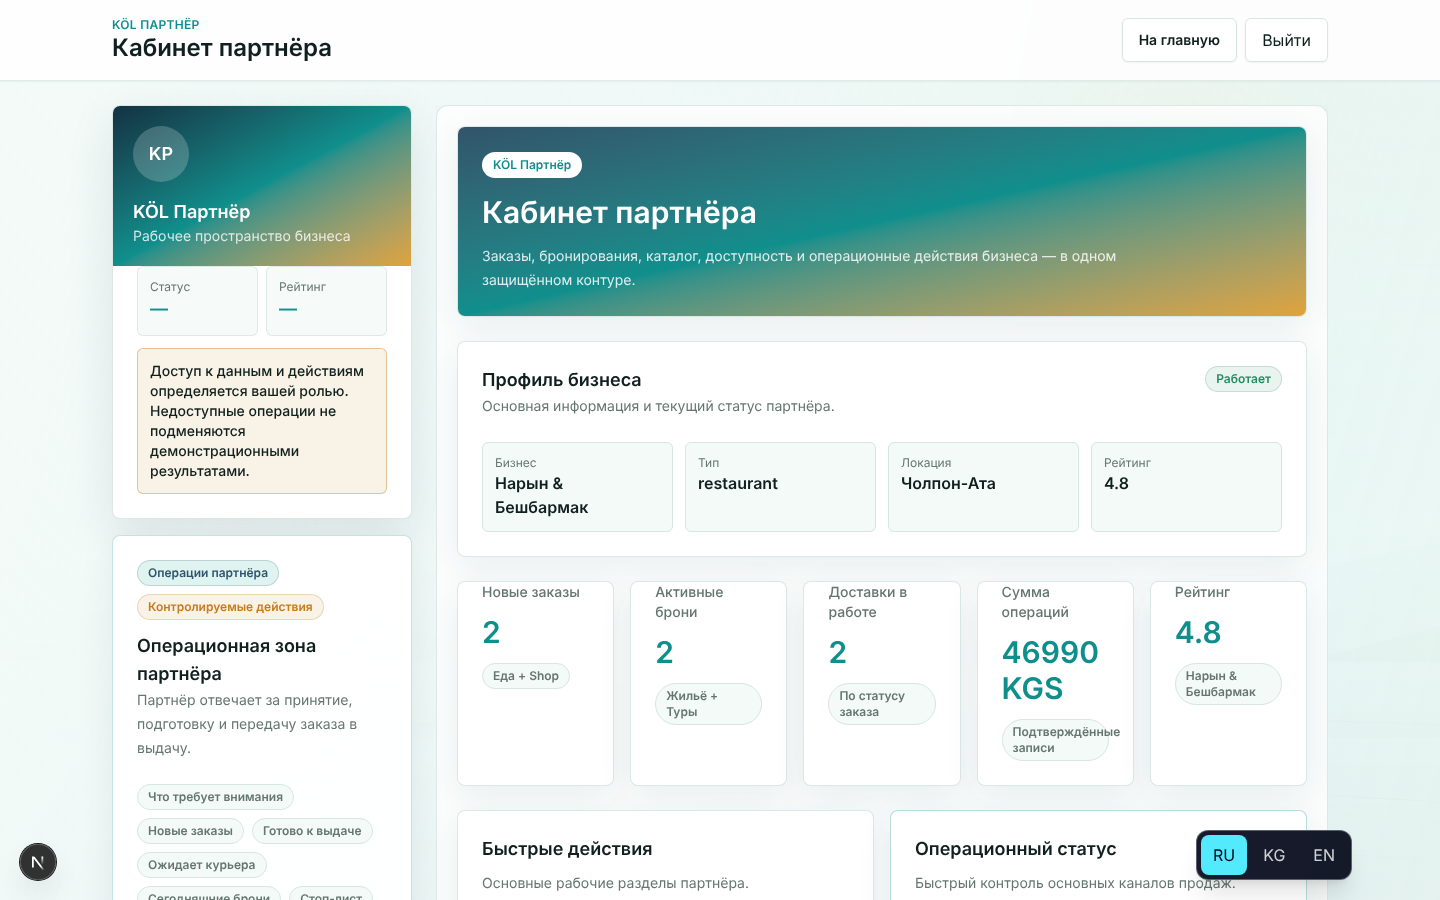 KÖL ПАРТНЁР
Кабинет партнёра
На главную
Выйти
KP
KÖL Партнёр
Рабочее пространство бизнеса
Статус
—
Рейтинг
—
Доступ к данным и действиям
определяется вашей ролью.
Недоступные операции не
подменяются
демонстрационными
результатами.
Операции партнёра
Контролируемые действия
Операционная зона
партнёра
Партнёр отвечает за принятие,
подготовку и передачу заказа в
выдачу.
Что требует внимания
Новые заказы
Готово к выдаче
Ожидает курьера
Сегодняшние брони
Стоп-лист
KÖL Партнёр
Кабинет партнёра
Заказы, бронирования, каталог, доступность и операционные действия бизнеса — в одном
защищённом контуре.
Профиль бизнеса
Работает
Основная информация и текущий статус партнёра.
Бизнес
Нарын &
Бешбармак
Тип
restaurant
Локация
Чолпон-Ата
Рейтинг
4.8
Новые заказы
2
Еда + Shop
Активные
брони
2
Жильё +
Туры
Доставки в
работе
2
По статусу
заказа
Сумма
операций
46990
KGS
Подтверждённые
записи
Рейтинг
4.8
Нарын &
Бешбармак
Быстрые действия
Основные рабочие разделы партнёра.
Операционный статус
Быстрый контроль основных каналов продаж.
N
RU
KG
EN